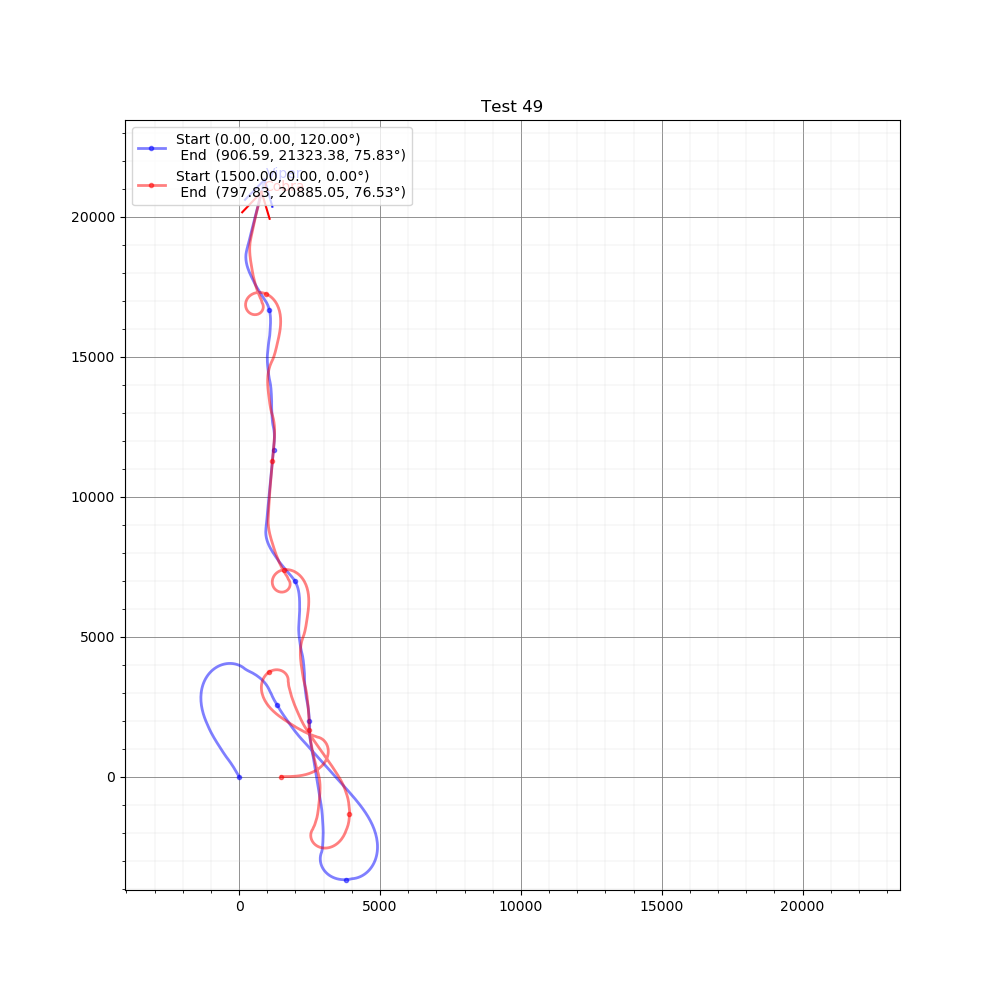 Test 49
Start (0.00, 0.00, 120.00°)
End (906.59, 21323.38, 75.83°)
Start (1500.00, 0.00, 0.00°)
End (797.83, 20885.05, 76.53°)
20000
15000
10000
5000
0
0 5000 10000 15000 20000